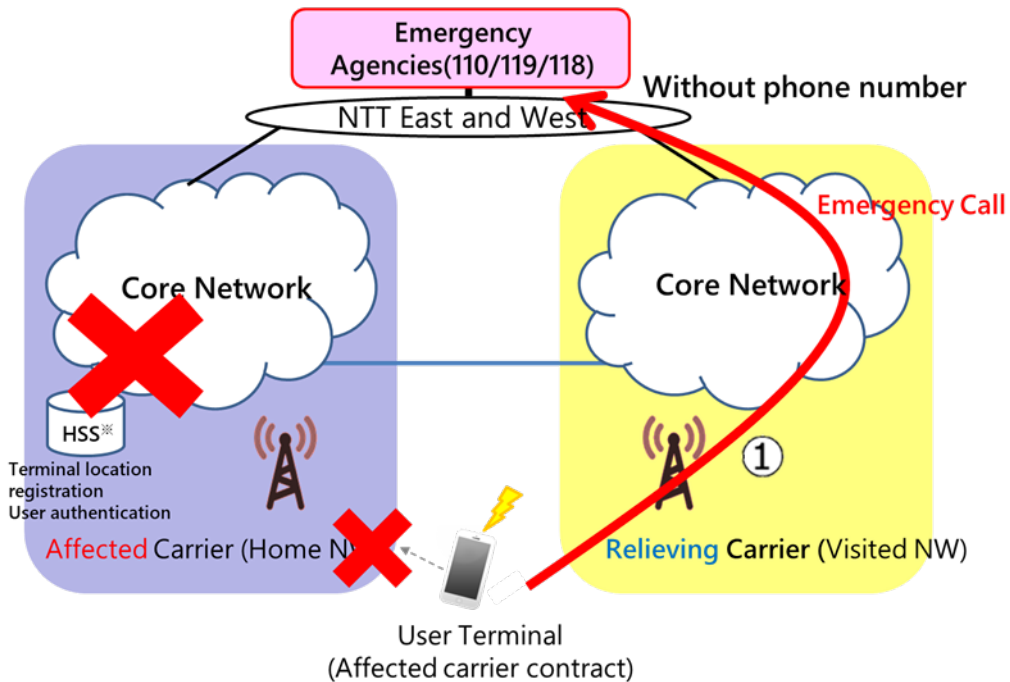 Emergency
Agencies(110/119/118)
Without phone number
NTT East and West
Emergency Call
Core Network
Core Network
HSS※
①
Terminal location
registration
User authentication
Affected Carrier (Home N
Relieving Carrier (Visited NW)
User Terminal
(Affected carrier contract)